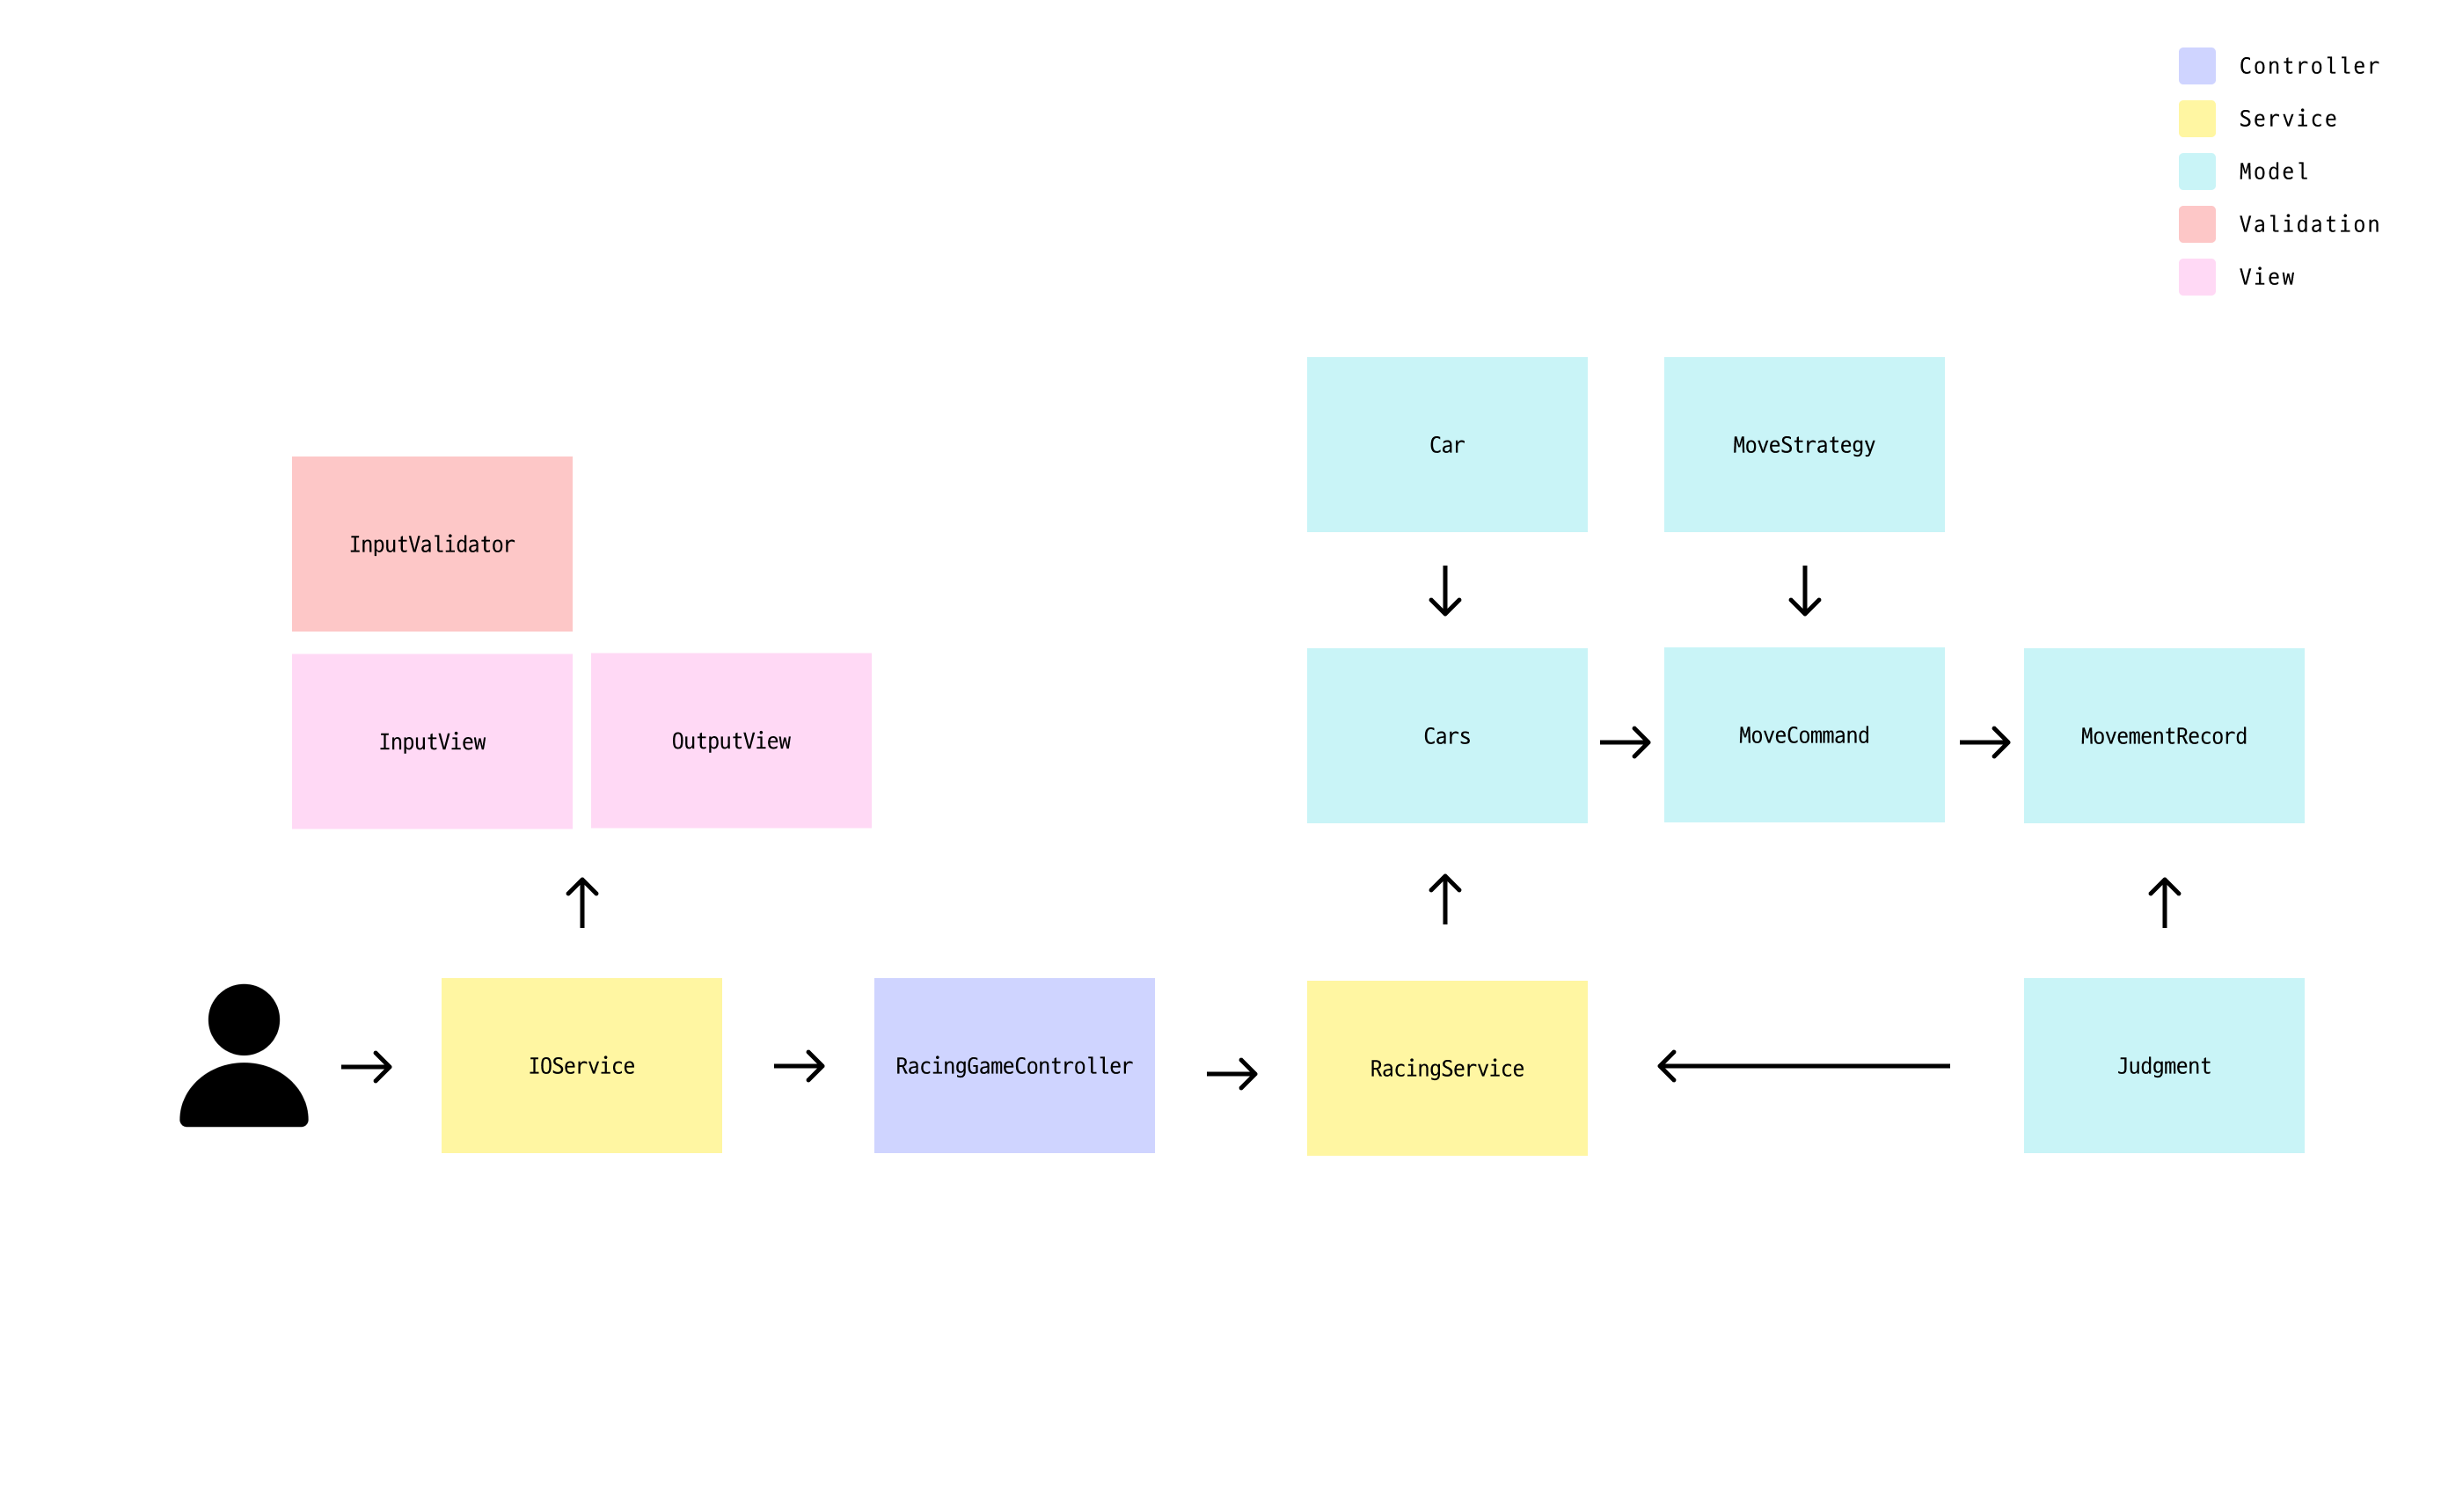 Controller
Service
Model
Validation
View
Car
MoveStrategy
InputValidator
InputView
OutputView
Cars
MoveCommand
MovementRecord
IOService
RacingGameController
RacingService
Judgment